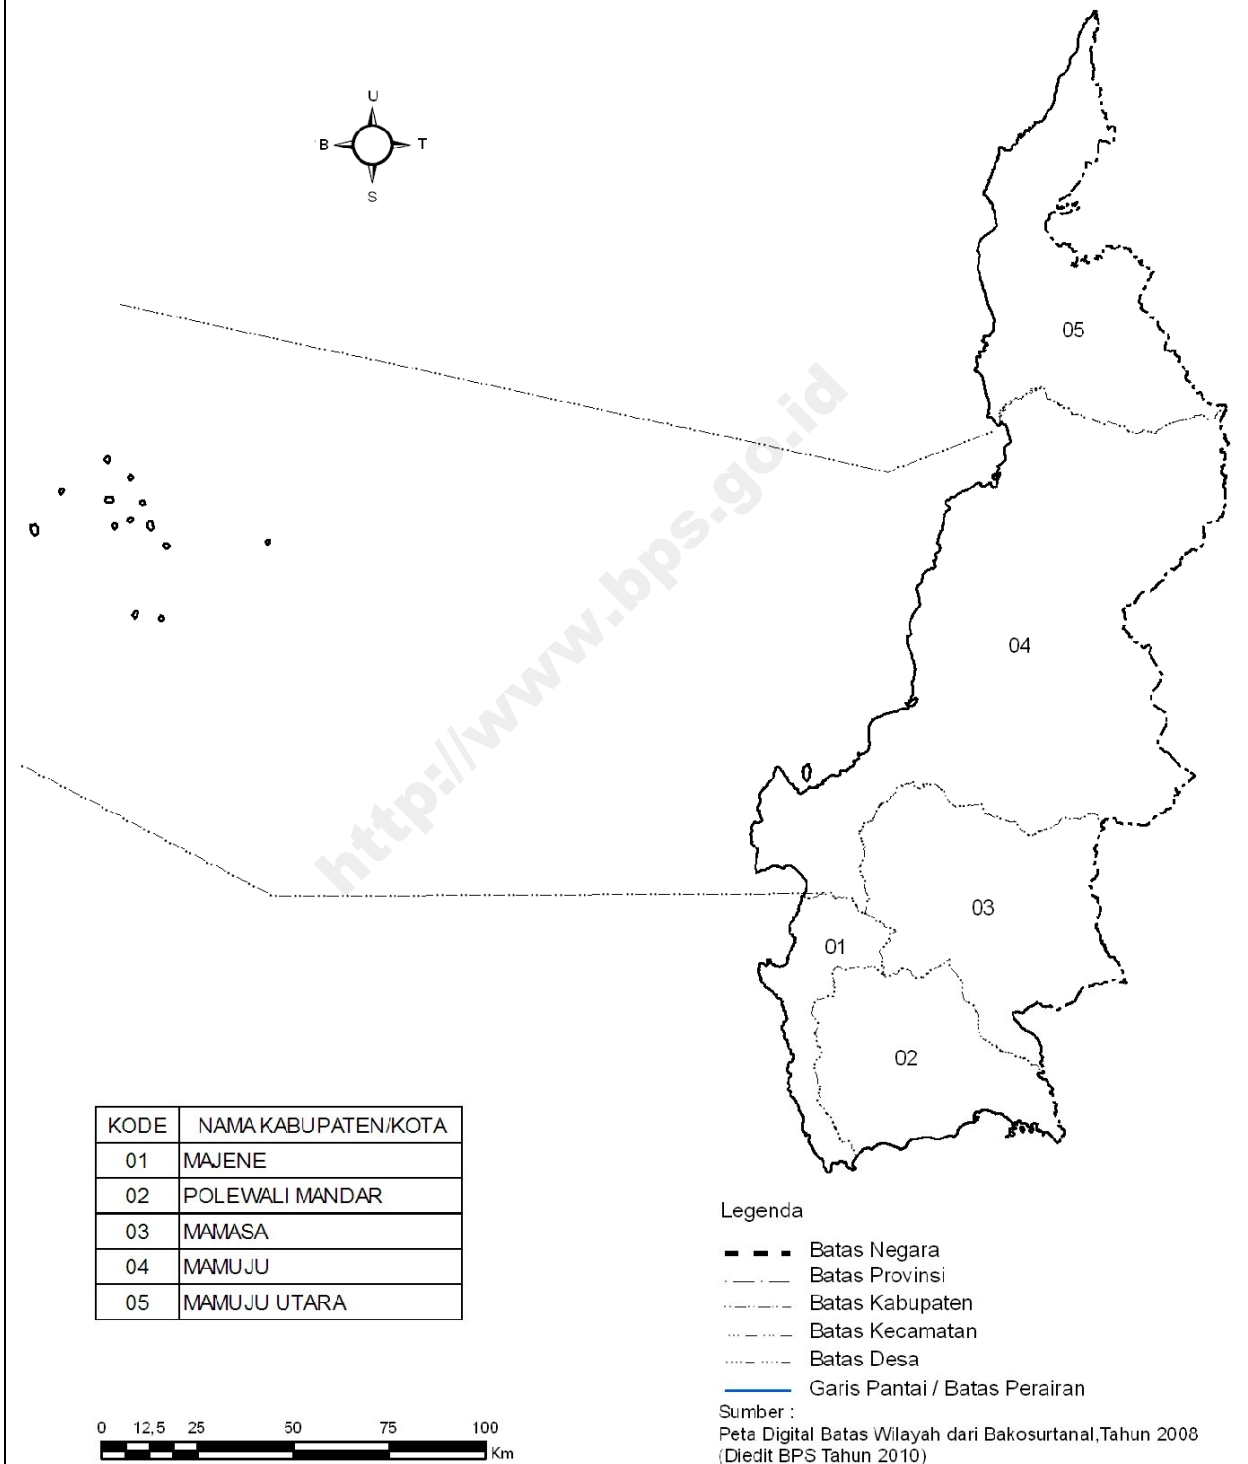 U
B
T
S
05
04
03
01
02
http://www.bps.go.id
KODE NAMA KABUPATEN/KOTA
01 MAJENE
02 POLEWALI MANDAR
03 MAMASA
04 MAMUJU
05 MAMUJU UTARA
Legenda
Batas Negara
Batas Provinsi
Batas Kabupaten
Batas Kecamatan
Batas Desa
Garis Pantai / Batas Perairan
Sumber :
Peta Digital Batas Wilayah dari Bakosurtanal,Tahun 2008
(Diedit BPS Tahun 2010)
0 12,5 25 50 75 100
Km